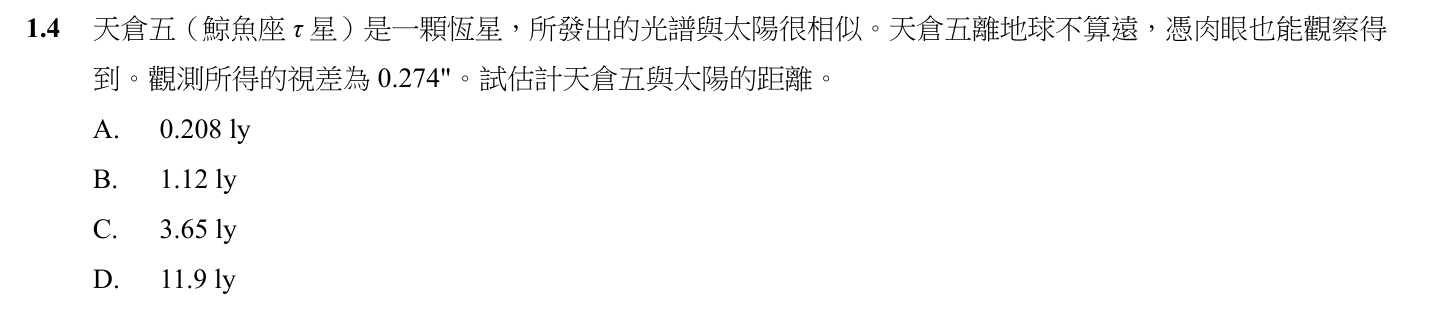 1.4 天倉五（鯨魚座 τ 星）是一顆恆星，所發出的光譜與太陽很相似。天倉五離地球不算遠，憑肉眼也能觀察得
到。觀測所得的視差為 0.274"。試估計天倉五與太陽的距離。
A. 0.208 ly
B. 1.12 ly
C. 3.65 ly
D. 11.9 ly